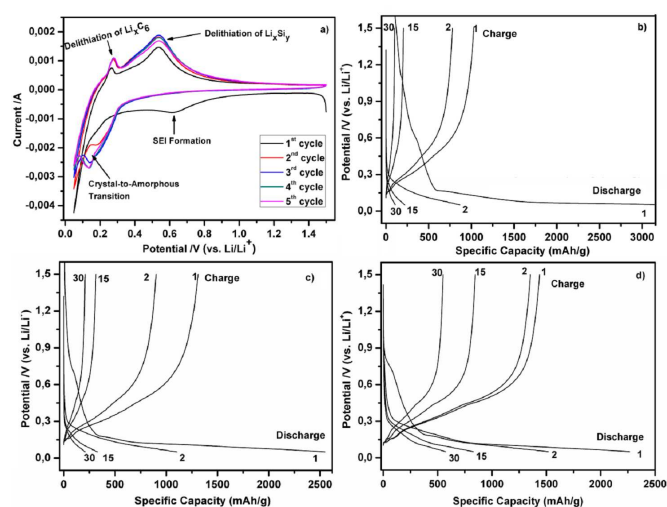 a)
Delithiation of LixC6
Delithiation of LixSiy
SEI Formation
Crystal-to-Amorphous
Transition
1st cycle
2nd cycle
3rd cycle
4th cycle
5th cycle
0,002
0,001
0,000
-0,001
-0,002
-0,003
-0,004
Current /A
0.0 0.2 0.4 0.6 0.8 1.0 1.2 1.4
Potential /V (vs. Li/Li+)
b)
30 15 2 1
Charge
Discharge
30 15 2 1
1,5
1,2
0,9
0,6
0,3
0,0
Potential /V (vs. Li/Li+)
0 500 1000 1500 2000 2500 3000
Specific Capacity (mAh/g)
c)
30 15 2 1
Charge
Discharge
30 15 2 1
1,5
1,2
0,9
0,6
0,3
0,0
Potential /V (vs. Li/Li+)
0 500 1000 1500 2000 2500
Specific Capacity (mAh/g)
d)
30 15 2 1
Charge
Discharge
30 15 2 1
1,5
1,2
0,9
0,6
0,3
0,0
Potential /V (vs. Li/Li+)
0 500 1000 1500 2000 2500
Specific Capacity (mAh/g)